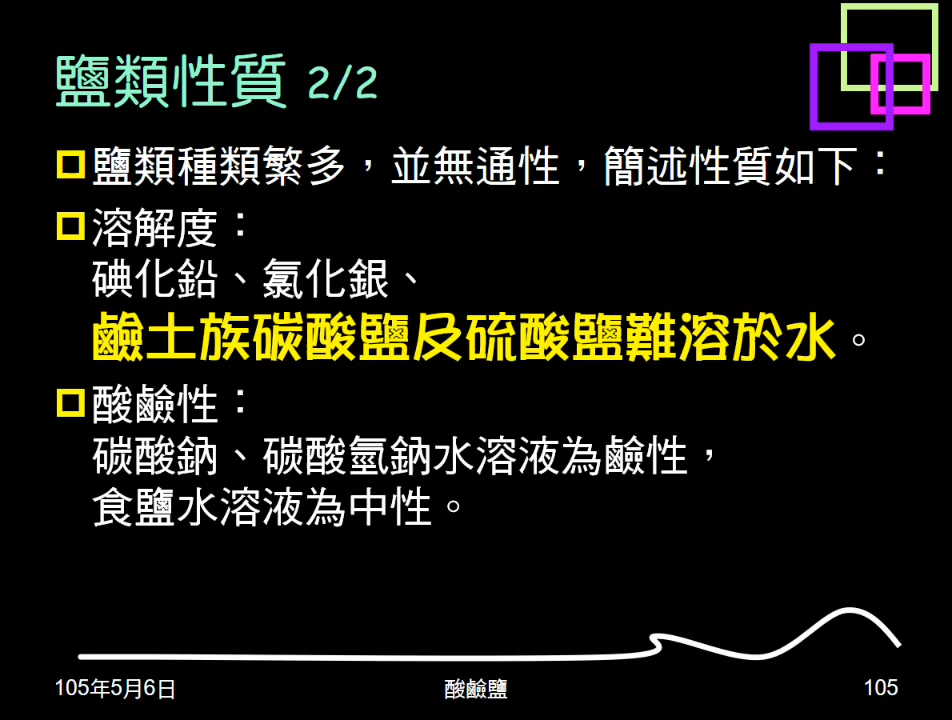 鹽類性質 2/2
鹽類種類繁多，並無通性，簡述性質如下：
溶解度：
碘化鉛、氯化銀、
鹼土族碳酸鹽及硫酸鹽難溶於水。
酸鹼性：
碳酸鈉、碳酸氫鈉水溶液為鹼性，
食鹽水溶液為中性。
105年5月6日
酸鹼鹽
105